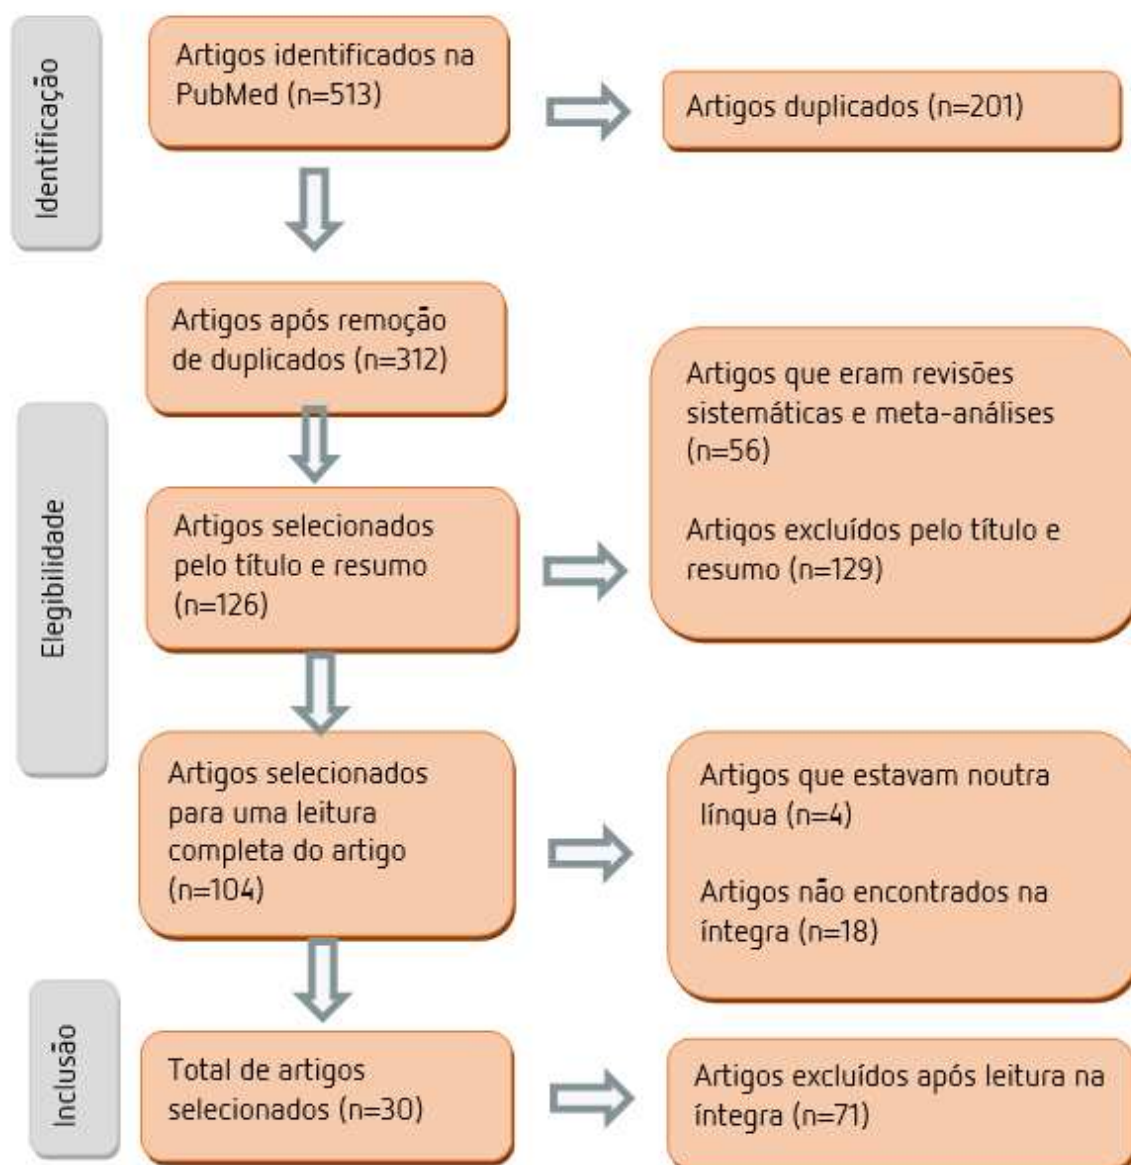 Identificação
Artigos identificados na
PubMed (n=513)
Artigos duplicados (n=201)
Elegibilidade
Artigos após remoção
de duplicados (n=312)
Artigos selecionados
pelo título e resumo
(n=126)
Artigos que eram revisões
sistemáticas e meta-análises
(n=56)
Artigos excluídos pelo título e
resumo (n=129)
Artigos selecionados
para uma leitura
completa do artigo
(n=104)
Artigos que estavam noutra
língua (n=4)
Artigos não encontrados na
íntegra (n=18)
Inclusão
Total de artigos
selecionados (n=30)
Artigos excluídos após leitura na
íntegra (n=71)